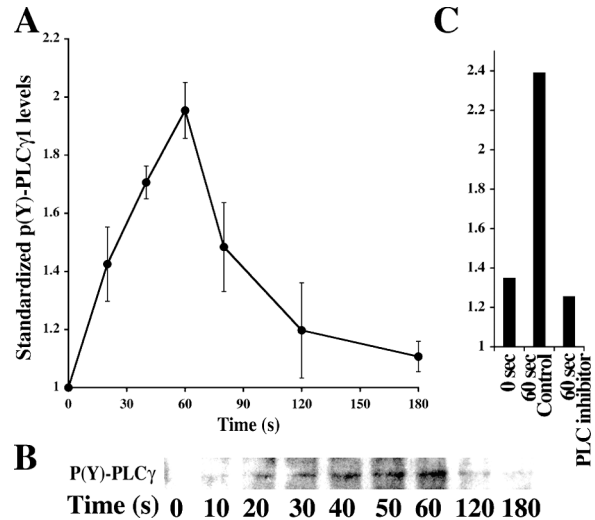 A
Standardized p(Y)-PLCγ1 levels
2.2
2
1.8
1.6
1.4
1.2
1
0 30 60 90 120 150 180
Time (s)
C
2.4
2.2
2
1.8
1.6
1.4
1.2
1
0 sec
60 sec
Control
60 sec
PLC inhibitor
B
P(Y)-PLCγ
Time (s) 0 10 20 30 40 50 60 120 180